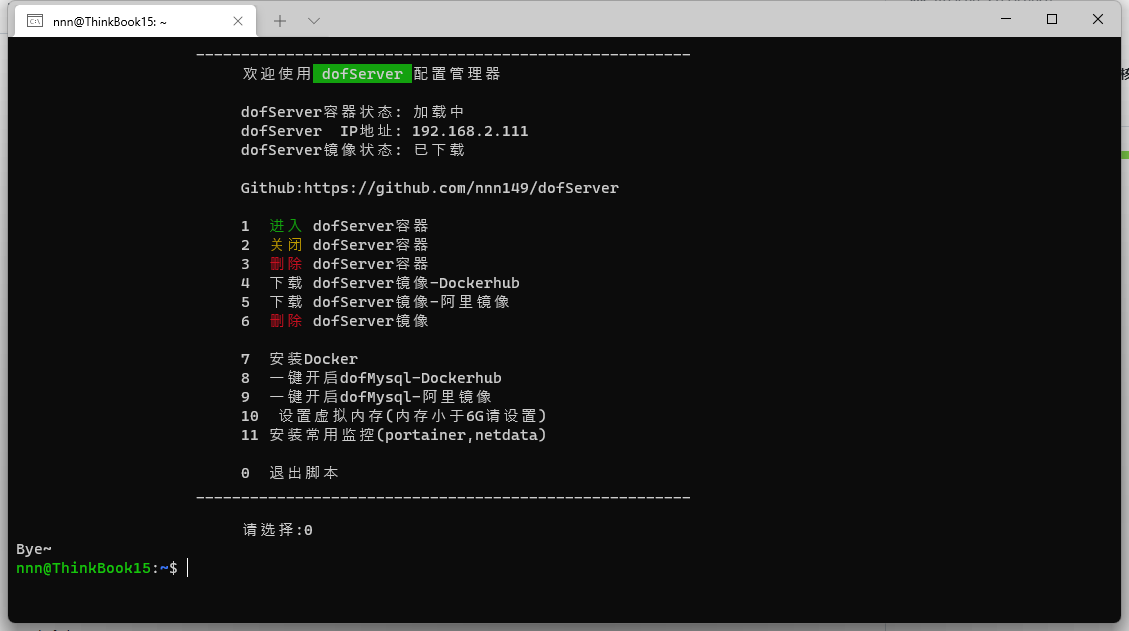 nnn@ThinkBook15: ~
欢迎使用 dofServer 配置管理器
dofServer容器状态: 加载中
dofServer  IP地址: 192.168.2.111
dofServer镜像状态: 已下载
Github:https://github.com/nnn149/dofServer
1  进入 dofServer容器
2  关闭 dofServer容器
3  删除 dofServer容器
4  下载 dofServer镜像-Dockerhub
5  下载 dofServer镜像-阿里镜像
6  删除 dofServer镜像
7  安装Docker
8  一键开启dofMysql-Dockerhub
9  一键开启dofMysql-阿里镜像
10  设置虚拟内存(内存小于6G请设置)
11 安装常用监控(portainer,netdata)
0  退出脚本
请选择:0
Bye~
nnn@ThinkBook15:~$